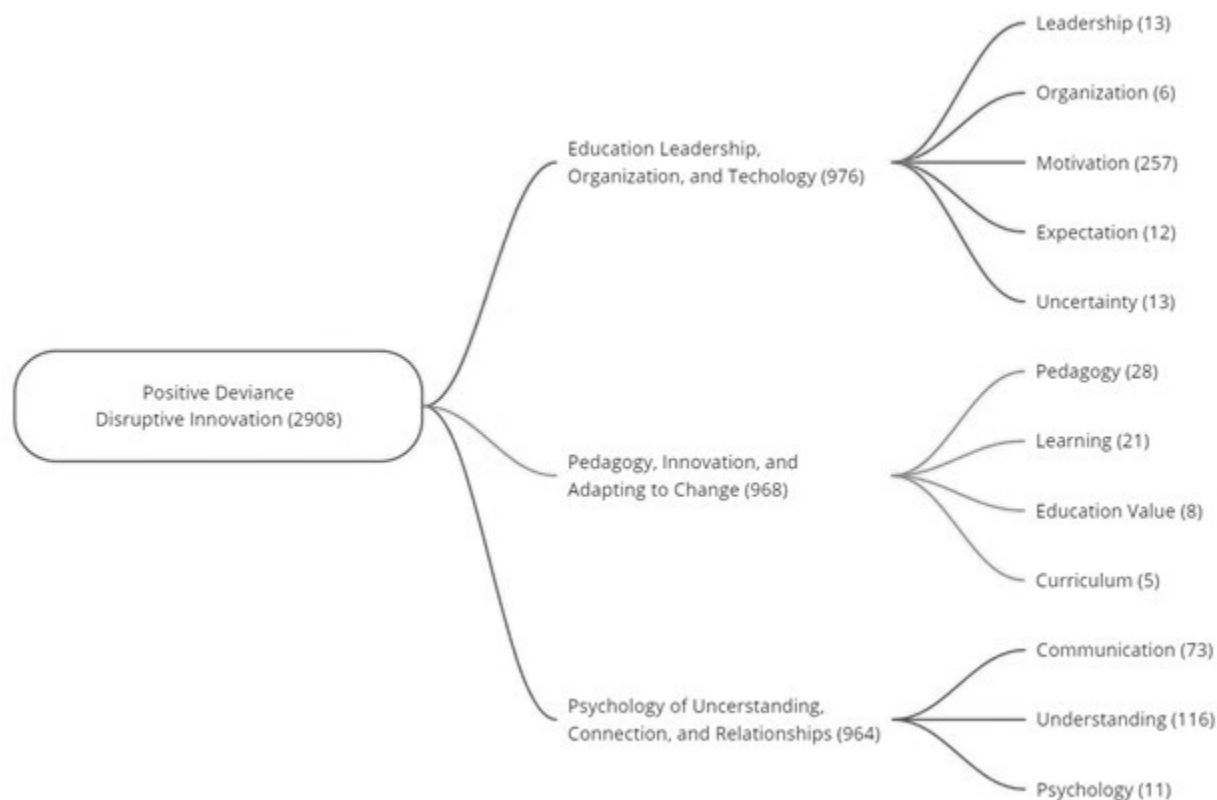 Positive Deviance
Disruptive Innovation (2908)
Education Leadership,
Organization, and Techology (976)
Leadership (13)
Organization (6)
Motivation (257)
Expectation (12)
Uncertainty (13)
Pedagogy, Innovation, and
Adapting to Change (968)
Pedagogy (28)
Learning (21)
Education Value (8)
Curriculum (5)
Psychology of Uncerstanding,
Connection, and Relationships (964)
Communication (73)
Understanding (116)
Psychology (11)